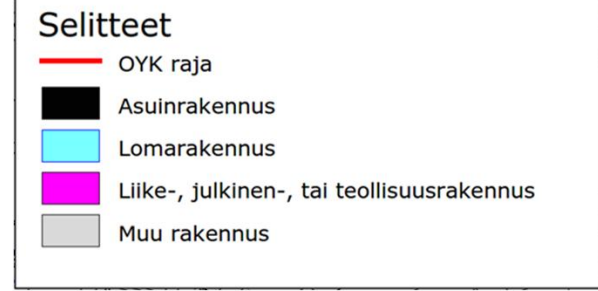 Selitteet
OYK raja
Asuinrakennus
Lomarakennus
Liike-, julkinen-, tai teollisuusrakennus
Muu rakennus